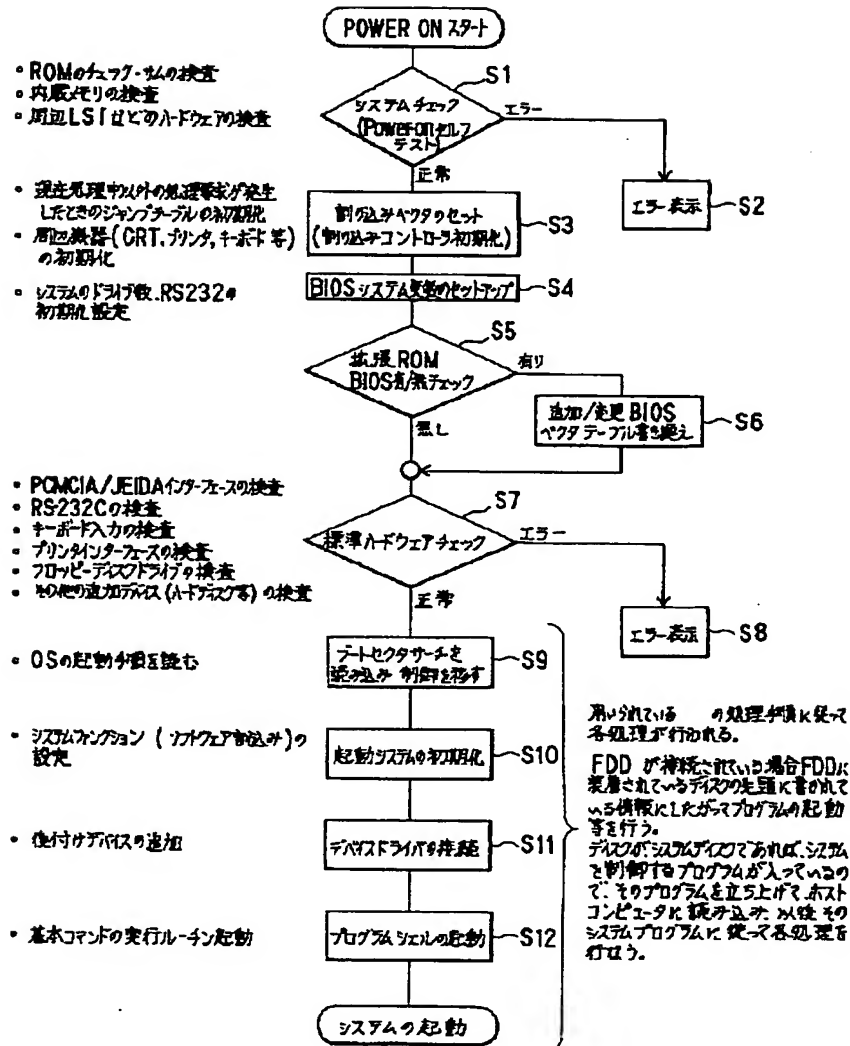 POWER ON スタート
・ROMのチェック・サムの検査
・内蔵メモリの検査
・周辺LSIなどのハードウェアの検査
S1
システムチェック
(Power onセルフ
テスト)
エラー
正常
エラー表示
S2
・現在処理中以外の処理要求が発生
したときのジャンプテーブルの初期化
・周辺機器(CRT,プリンタ,キーボード等)
の初期化
割り込みベクタのセット
(割り込みコントローラ初期化)
S3
・システムのドライブ数、RS232の
初期化設定
BIOSシステム変数のセットアップ
S4
S5
拡張ROM
BIOS有/無チェック
有り
無し
追加/変更BIOS
ベクタテーブル書き換え
S6
・PCMCIA/JEIDAインターフェースの検査
・RS-232Cの検査
・キーボード入力の検査
・プリンタインターフェースの検査
・フロッピーディスクドライブの検査
・その他の追加デバイス(ハードディスク等)の検査
S7
標準ハードウェアチェック
エラー
正常
エラー表示
S8
・OSの起動手順を読む
ブートセクタサーチを
読み込み 制御を移す
S9
・システムファンクション(ソフトウェア割込み)の
設定
起動システムの初期化
S10
・後付けデバイスの追加
デバイスドライバの接続
S11
・基本コマンドの実行ルーチン起動
プログラムシェルの起動
S12
システムの起動
用いられている の処理手順に従って
各処理が行われる。
FDD が接続されている場合FDDに
装着されているディスクの先頭に書かれて
いる情報にしたがってプログラムの起動
等を行う。
ディスクがシステムディスクであれば、システム
を制御するプログラムが入っているの
で、そのプログラムを立ち上げて、ホスト
コンピュータに読み込み、以後その
システムプログラムに従って各処理を
行なう。